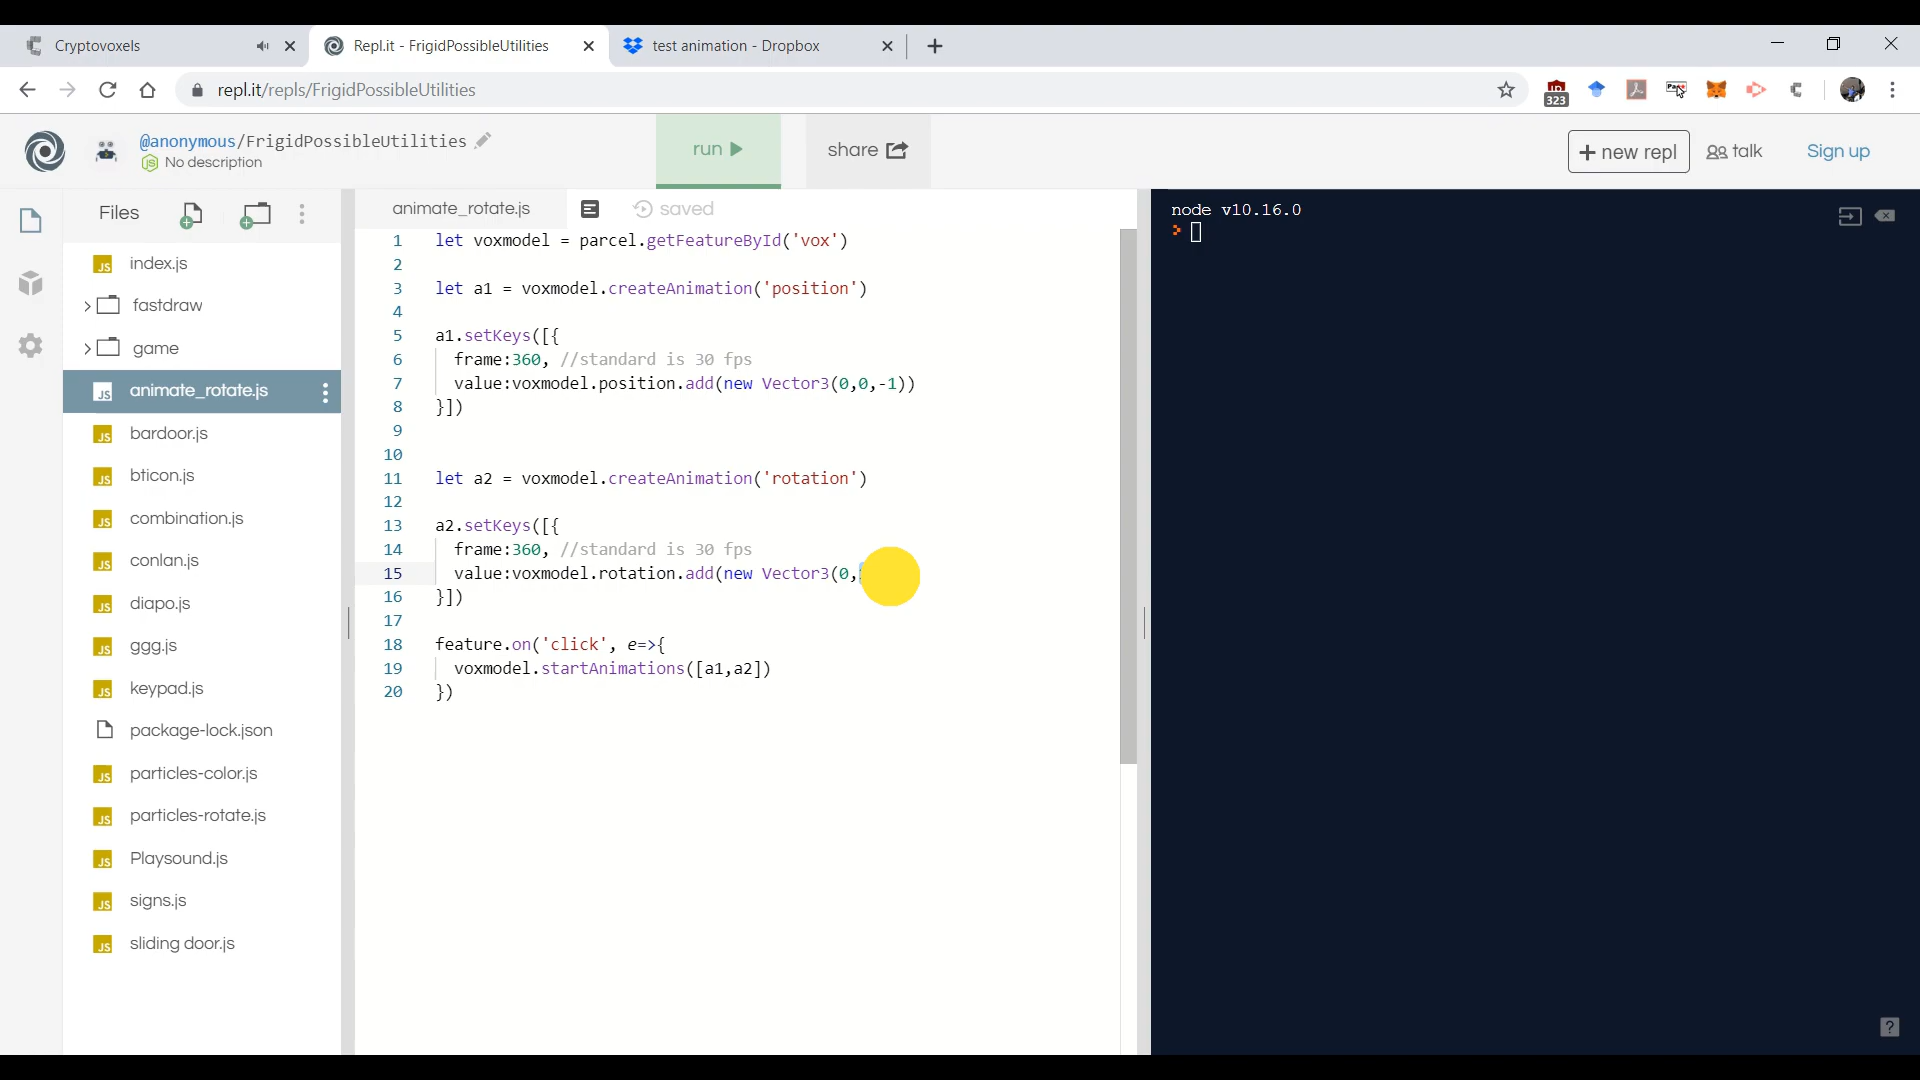 Cryptovoxels
Repl.it - FrigidPossibleUtilities
test animation - Dropbox
repl.it/repls/FrigidPossibleUtilities
323
@anonymous/FrigidPossibleUtilities
No description
run
share
+ new repl
talk
Sign up
Files
index.js
fastdraw
game
animate_rotate.js
bardoor.js
bticon.js
combination.js
conlan.js
diapo.js
ggg.js
keypad.js
package-lock.json
particles-color.js
particles-rotate.js
Playsound.js
signs.js
sliding door.js
animate_rotate.js
saved
1 let voxmodel = parcel.getFeatureById('vox')
2
3 let a1 = voxmodel.createAnimation('position')
4
5 a1.setKeys([{
6 frame:360, //standard is 30 fps
7 value:voxmodel.position.add(new Vector3(0,0,-1))
8 }])
9
10
11 let a2 = voxmodel.createAnimation('rotation')
12
13 a2.setKeys([{
14 frame:360, //standard is 30 fps
15 value:voxmodel.rotation.add(new Vector3(0,
16 }])
17
18 feature.on('click', e=>{
19 voxmodel.startAnimations([a1,a2])
20 })
node v10.16.0
>
?